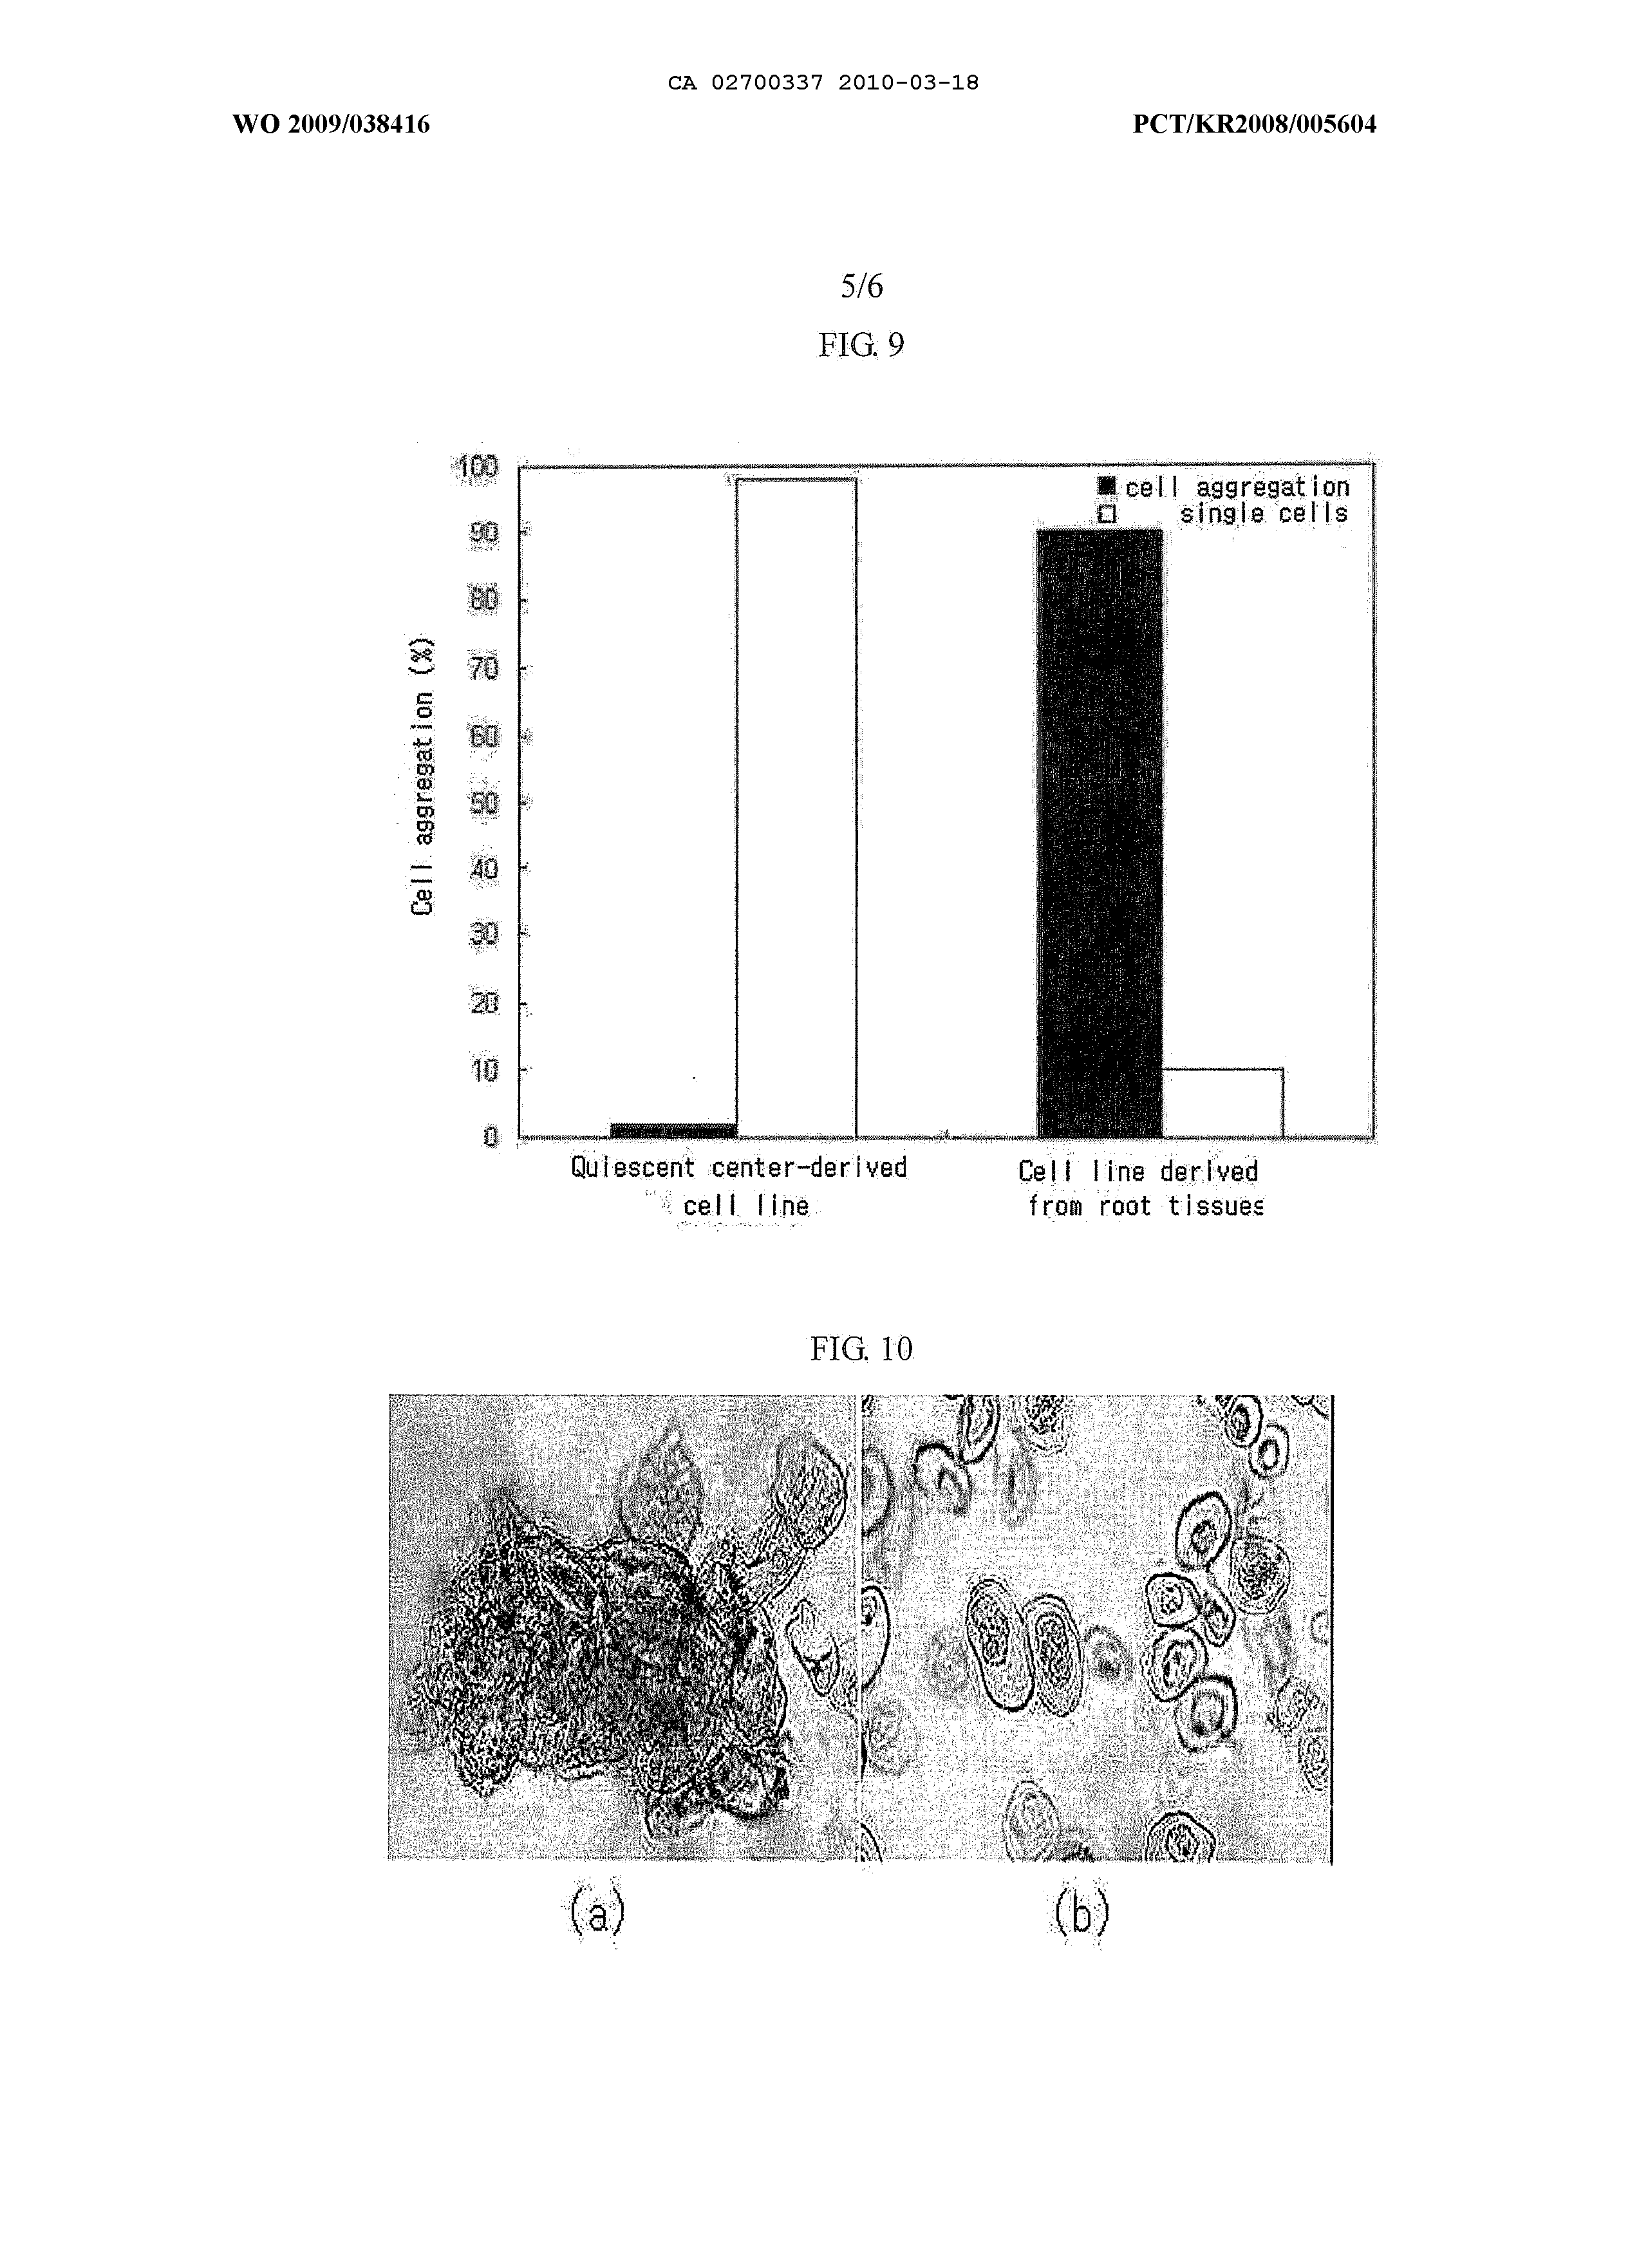 CA 02700337 2010-03-18
WO 2009/038416
PCT/KR2008/005604
5/6
FIG. 9
100
90
80
70
60
50
40
30
20
10
0
Cell aggregation (%)
cell aggregation
single cells
Quiescent center-derived
cell line
Cell line derived
from root tissues
FIG. 10
(a)
(b)